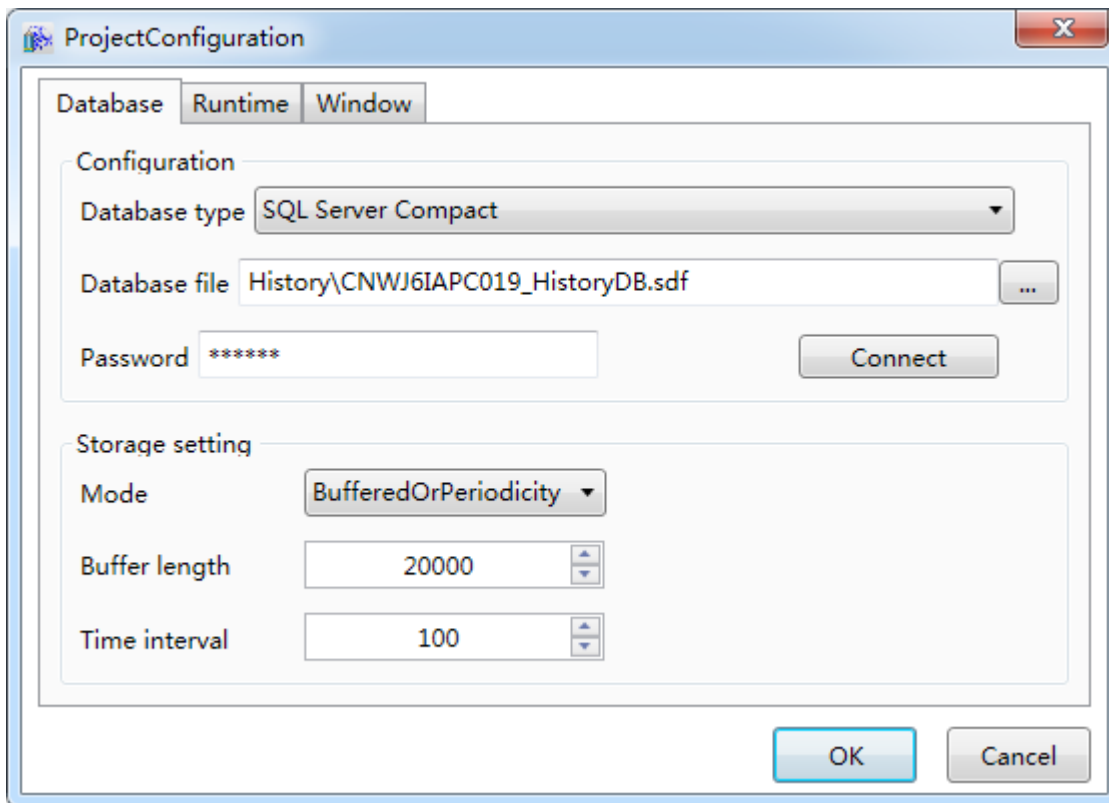 ProjectConfiguration
Database Runtime Window
Configuration
Database type SQL Server Compact
Database file History\CNWJ6IAPC019_HistoryDB.sdf ...
Password ****** Connect
Storage setting
Mode BufferedOrPeriodicity
Buffer length 20000
Time interval 100
OK Cancel